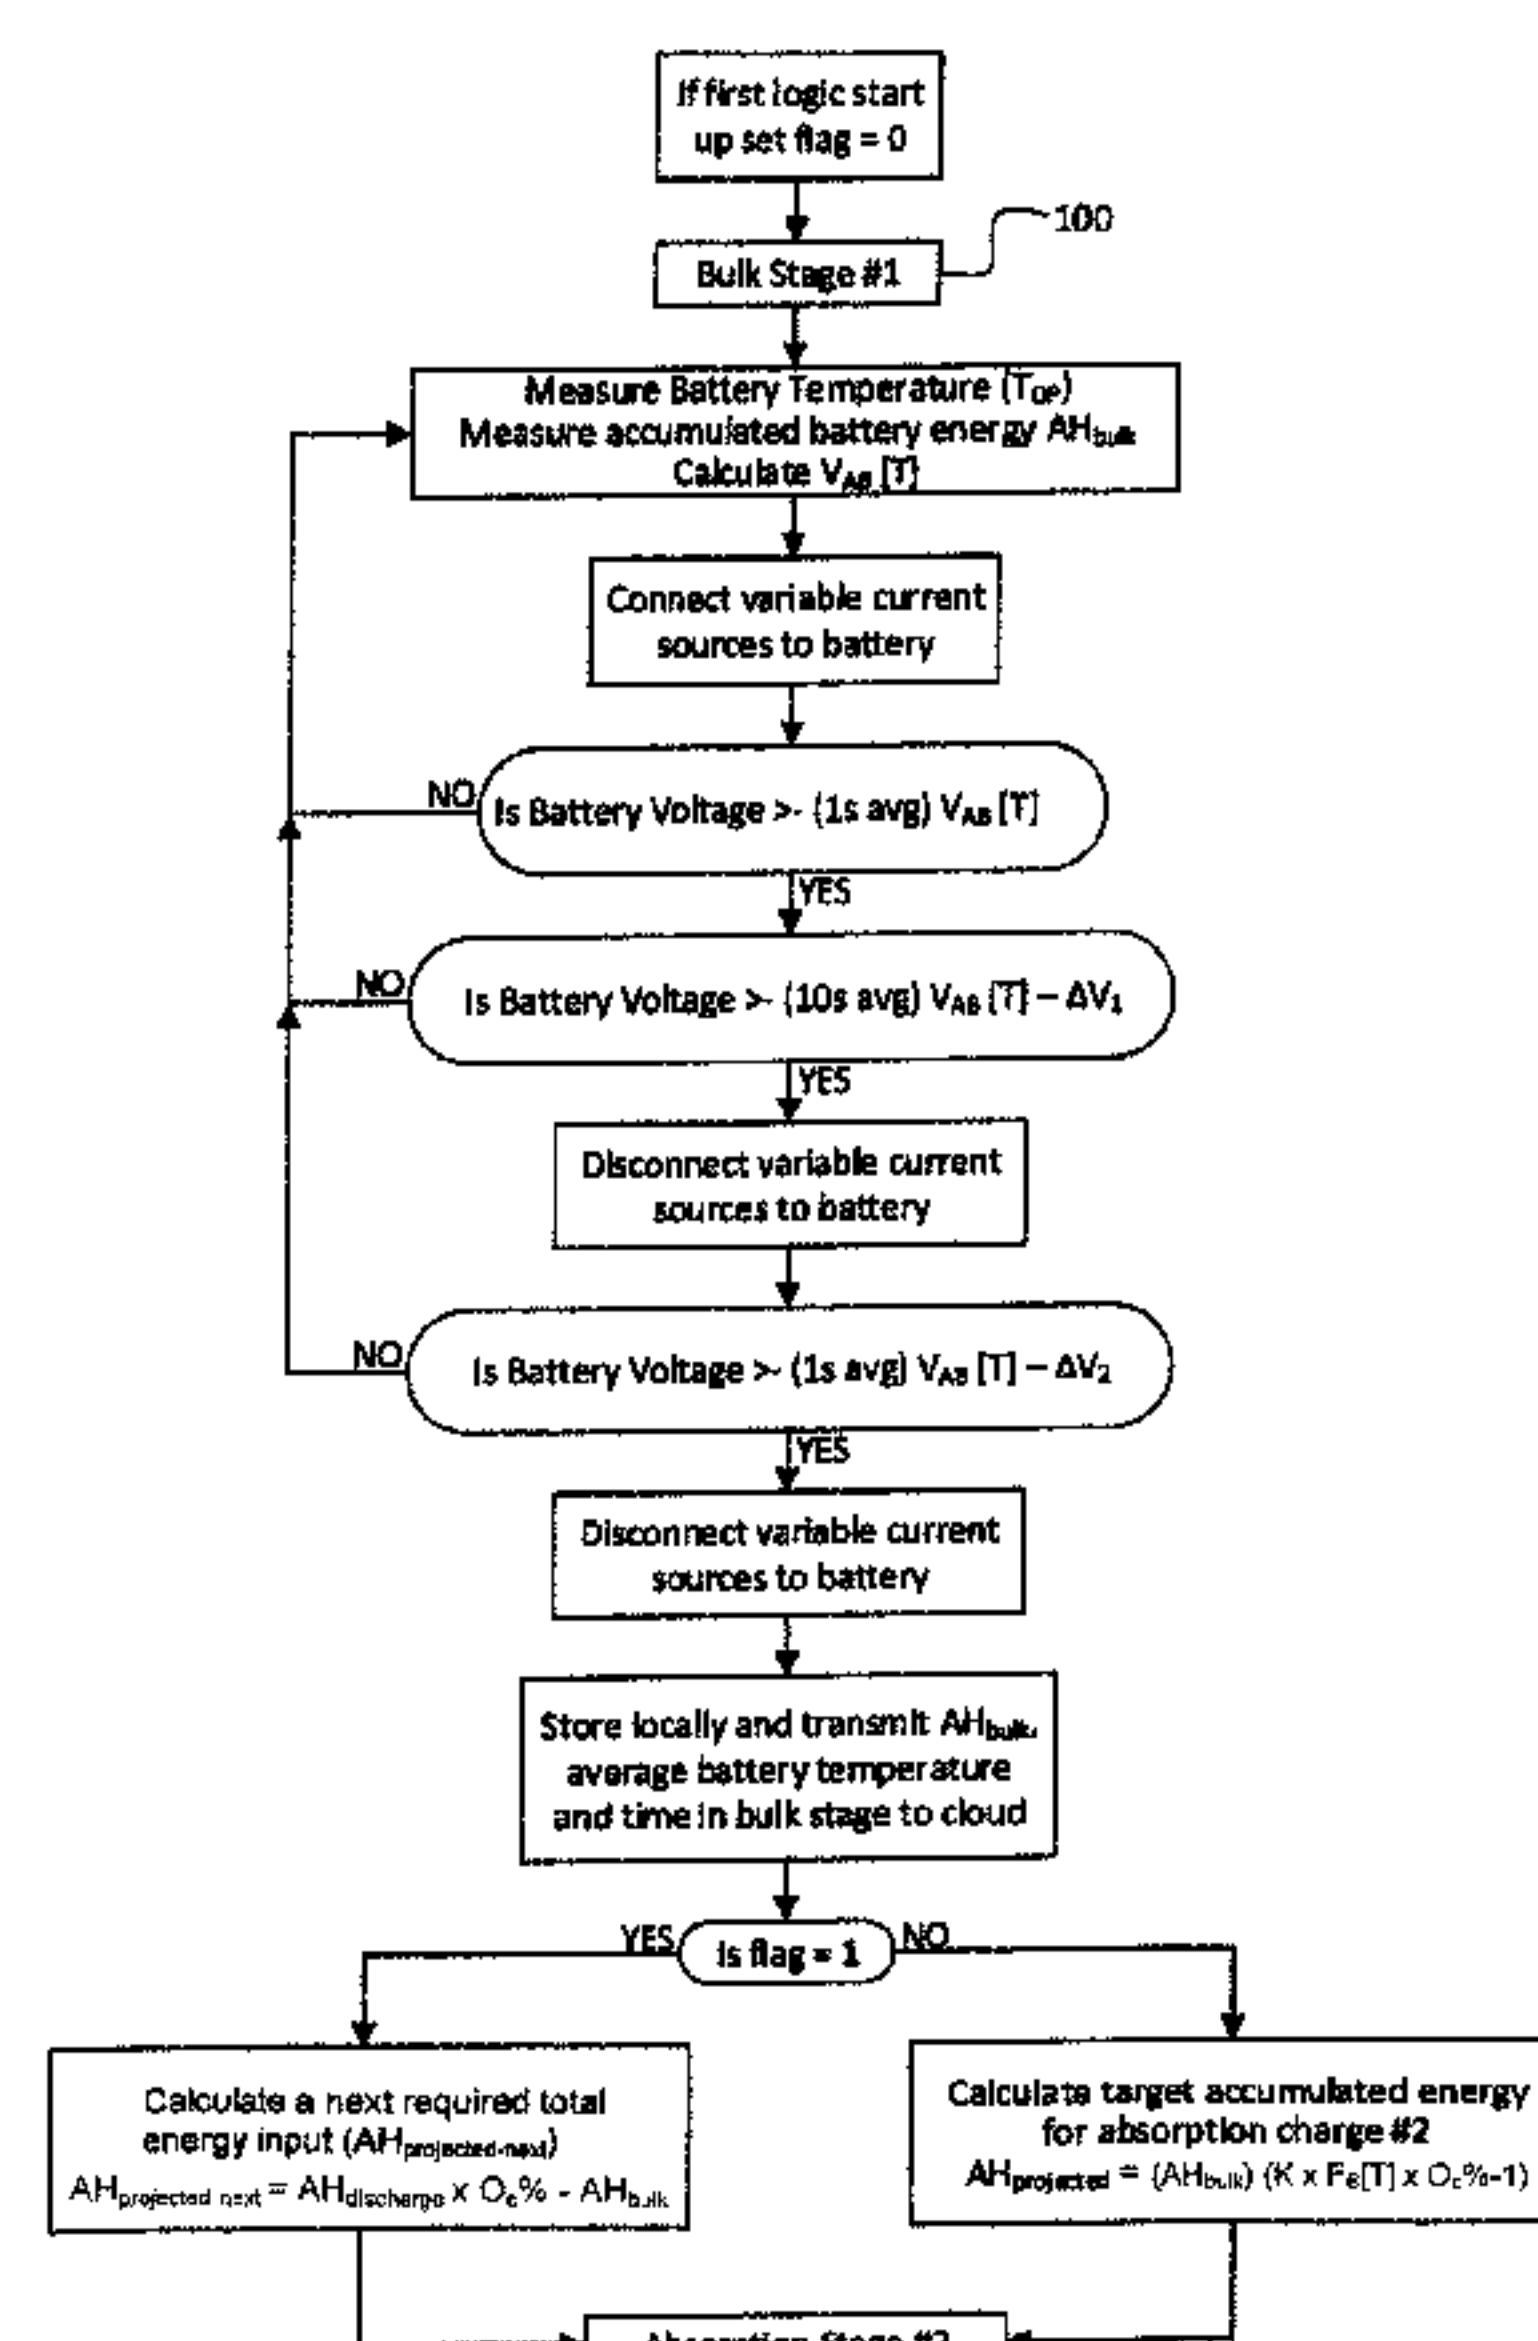 If first logic start
up set flag = 0
100
Bulk Stage #1
Measure Battery Temperature (T_OP)
Measure accumulated battery energy AH_bulk
Calculate V_AB [T]
Connect variable current
sources to battery
NO
Is Battery Voltage >- (1s avg) V_AB [T]
YES
NO
Is Battery Voltage >- (10s avg) V_AB [T] – ΔV₁
YES
Disconnect variable current
sources to battery
NO
Is Battery Voltage >- (1s avg) V_AB [T] – ΔV₂
YES
Disconnect variable current
sources to battery
Store locally and transmit AH_bulk,
average battery temperature
and time in bulk stage to cloud
YES
Is flag = 1
NO
Calculate a next required total
energy input (AH_projected-next)
AH_projected next = AH_discharge x O_c% - AH_bulk
Calculate target accumulated energy
for absorption charge #2
AH_projected = (AH_bulk) (K x F_e[T] x O_c%-1)
Absorption Stage #2